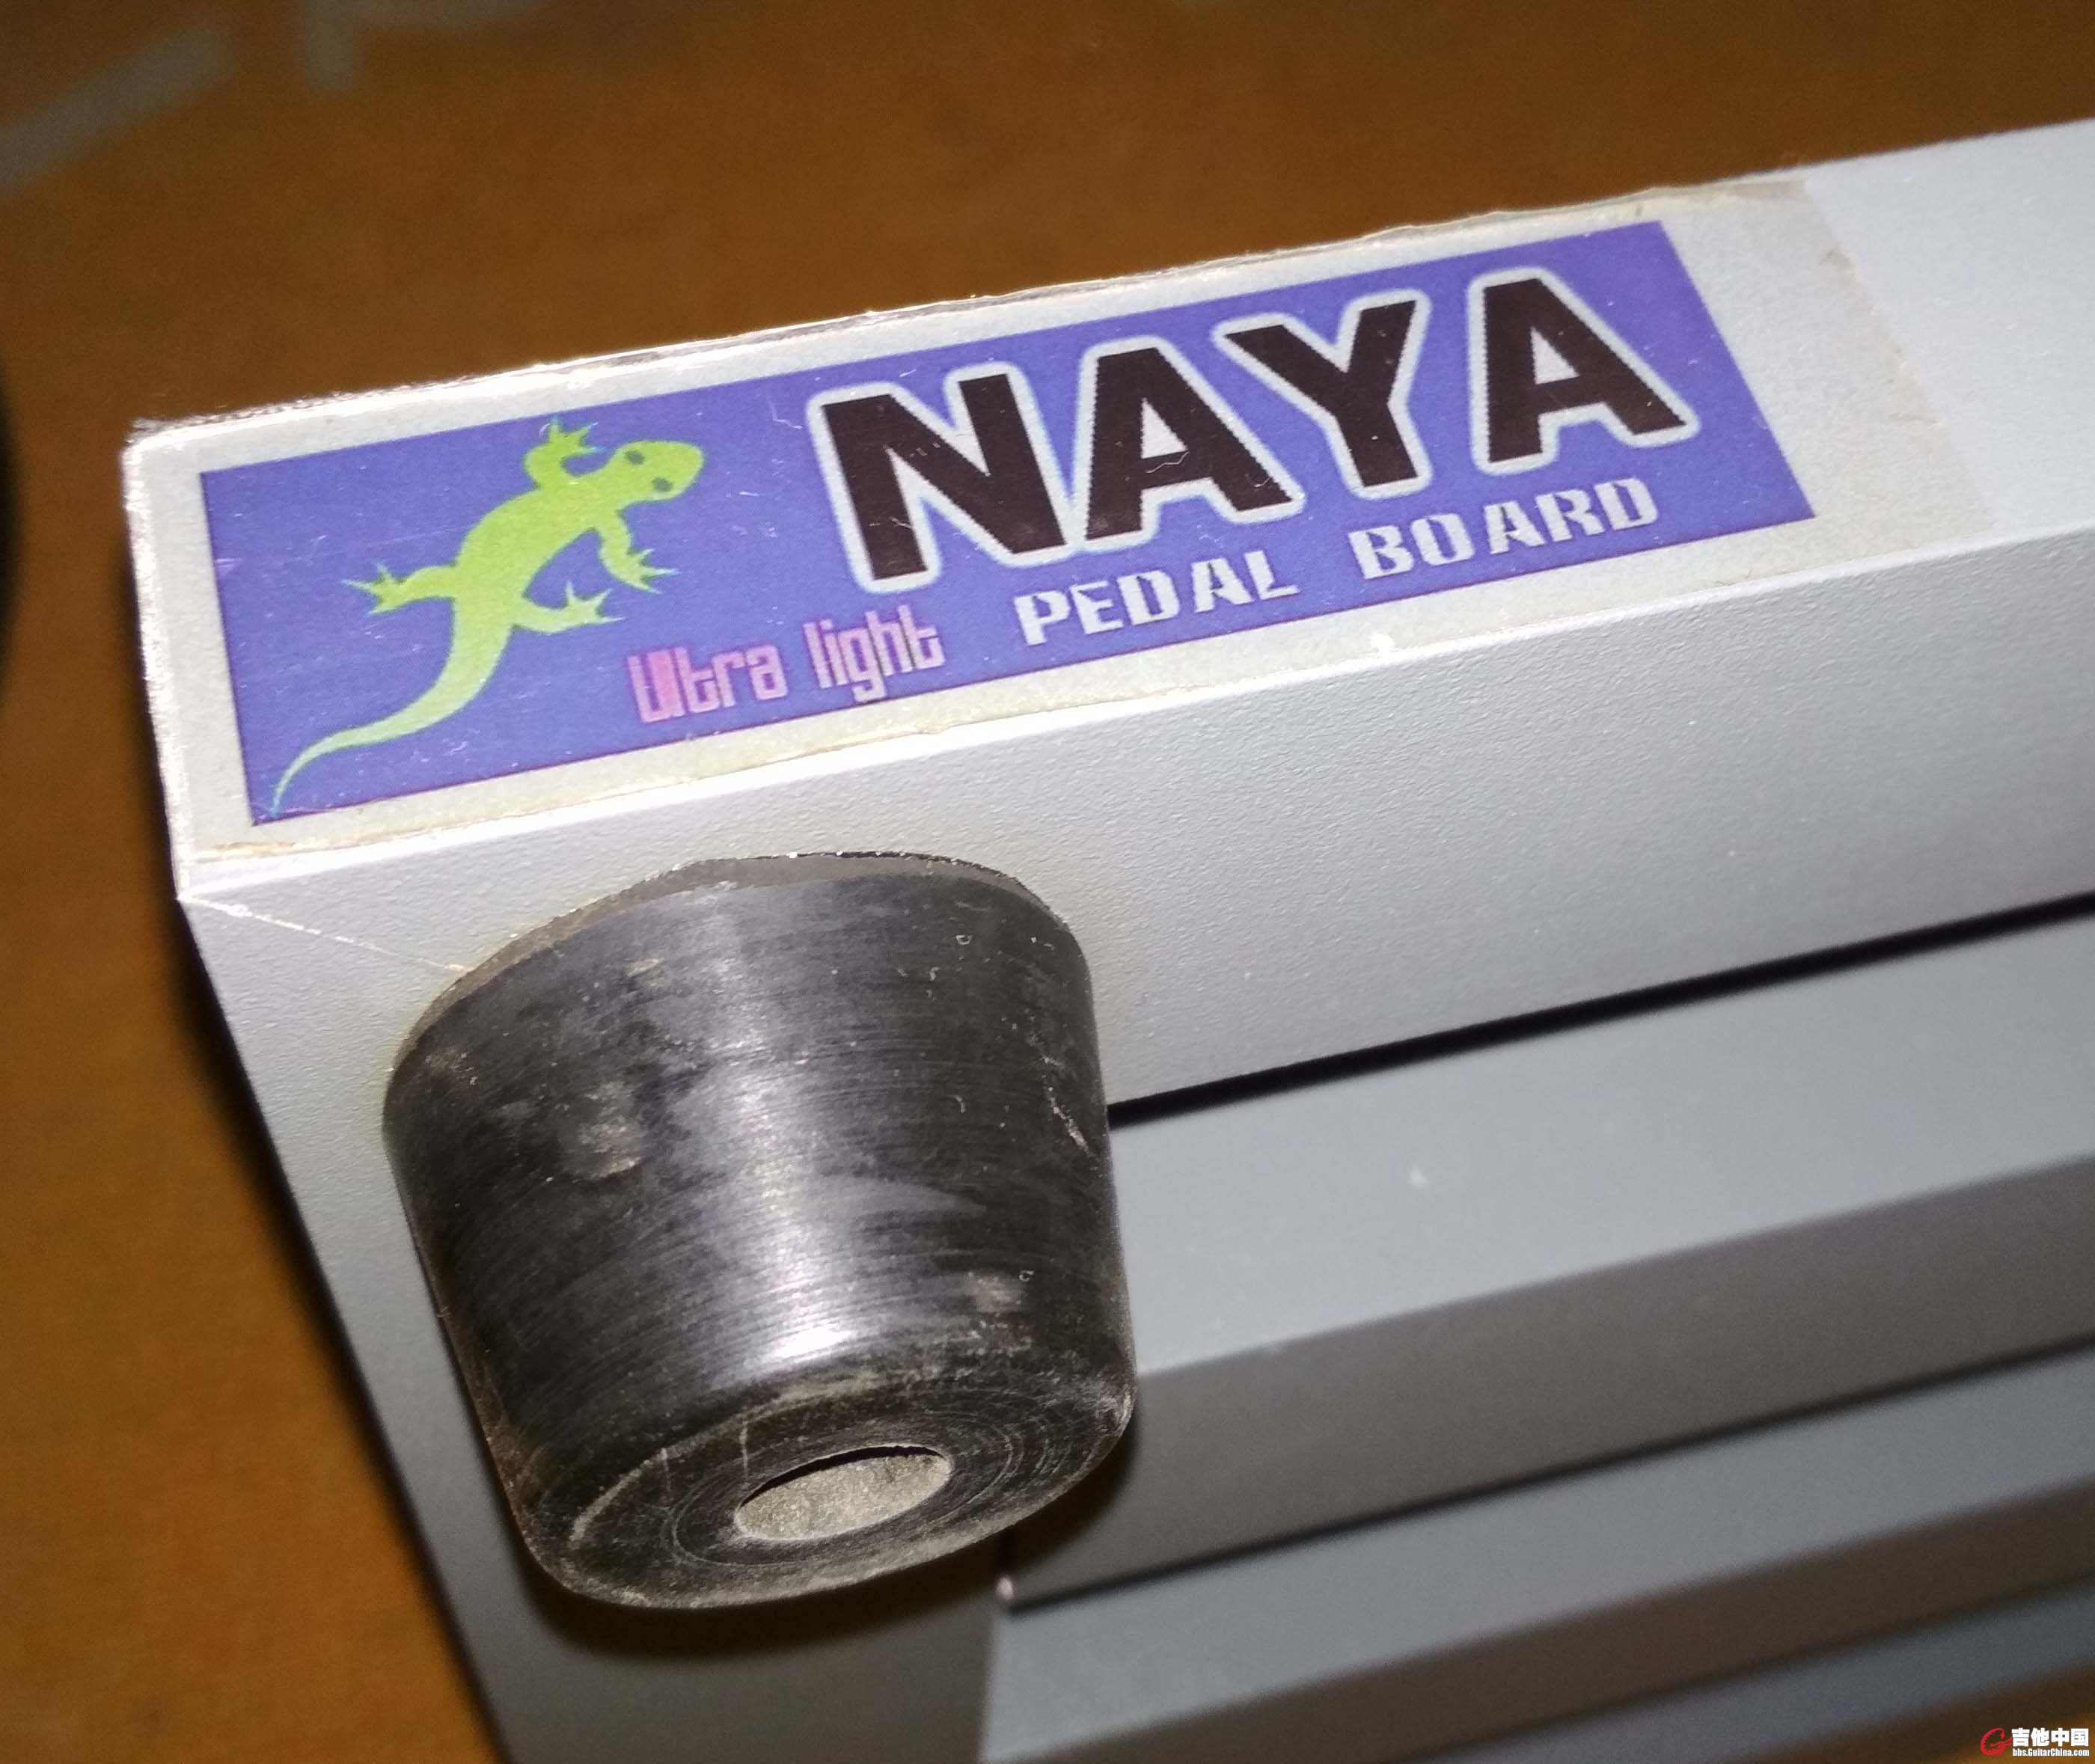 NAYA
Ultra light PEDAL BOARD
吉他中国
bbs.GuitarChina.com